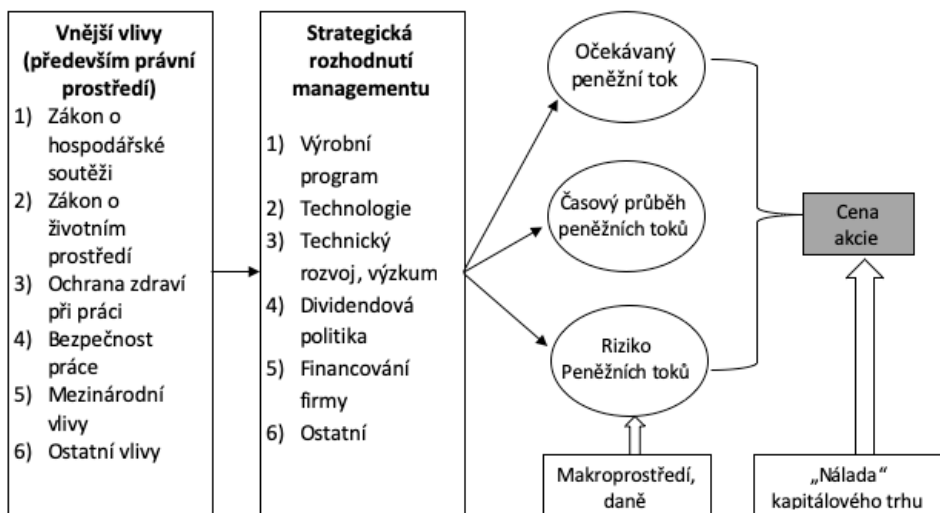 Vnější vlivy
(především právní
prostředí)
1) Zákon o
hospodářské
soutěži
2) Zákon o
životním
prostředí
3) Ochrana zdraví
při práci
4) Bezpečnost
práce
5) Mezinárodní
vlivy
6) Ostatní vlivy
Strategická
rozhodnutí
managementu
1) Výrobní
program
2) Technologie
3) Technický
rozvoj, výzkum
4) Dividendová
politika
5) Financování
firmy
6) Ostatní
Očekávaný
peněžní tok
Časový průběh
peněžních toků
Riziko
Peněžních toků
Makroprostředí,
daně
Cena
akcie
„Nálada“
kapitálového trhu